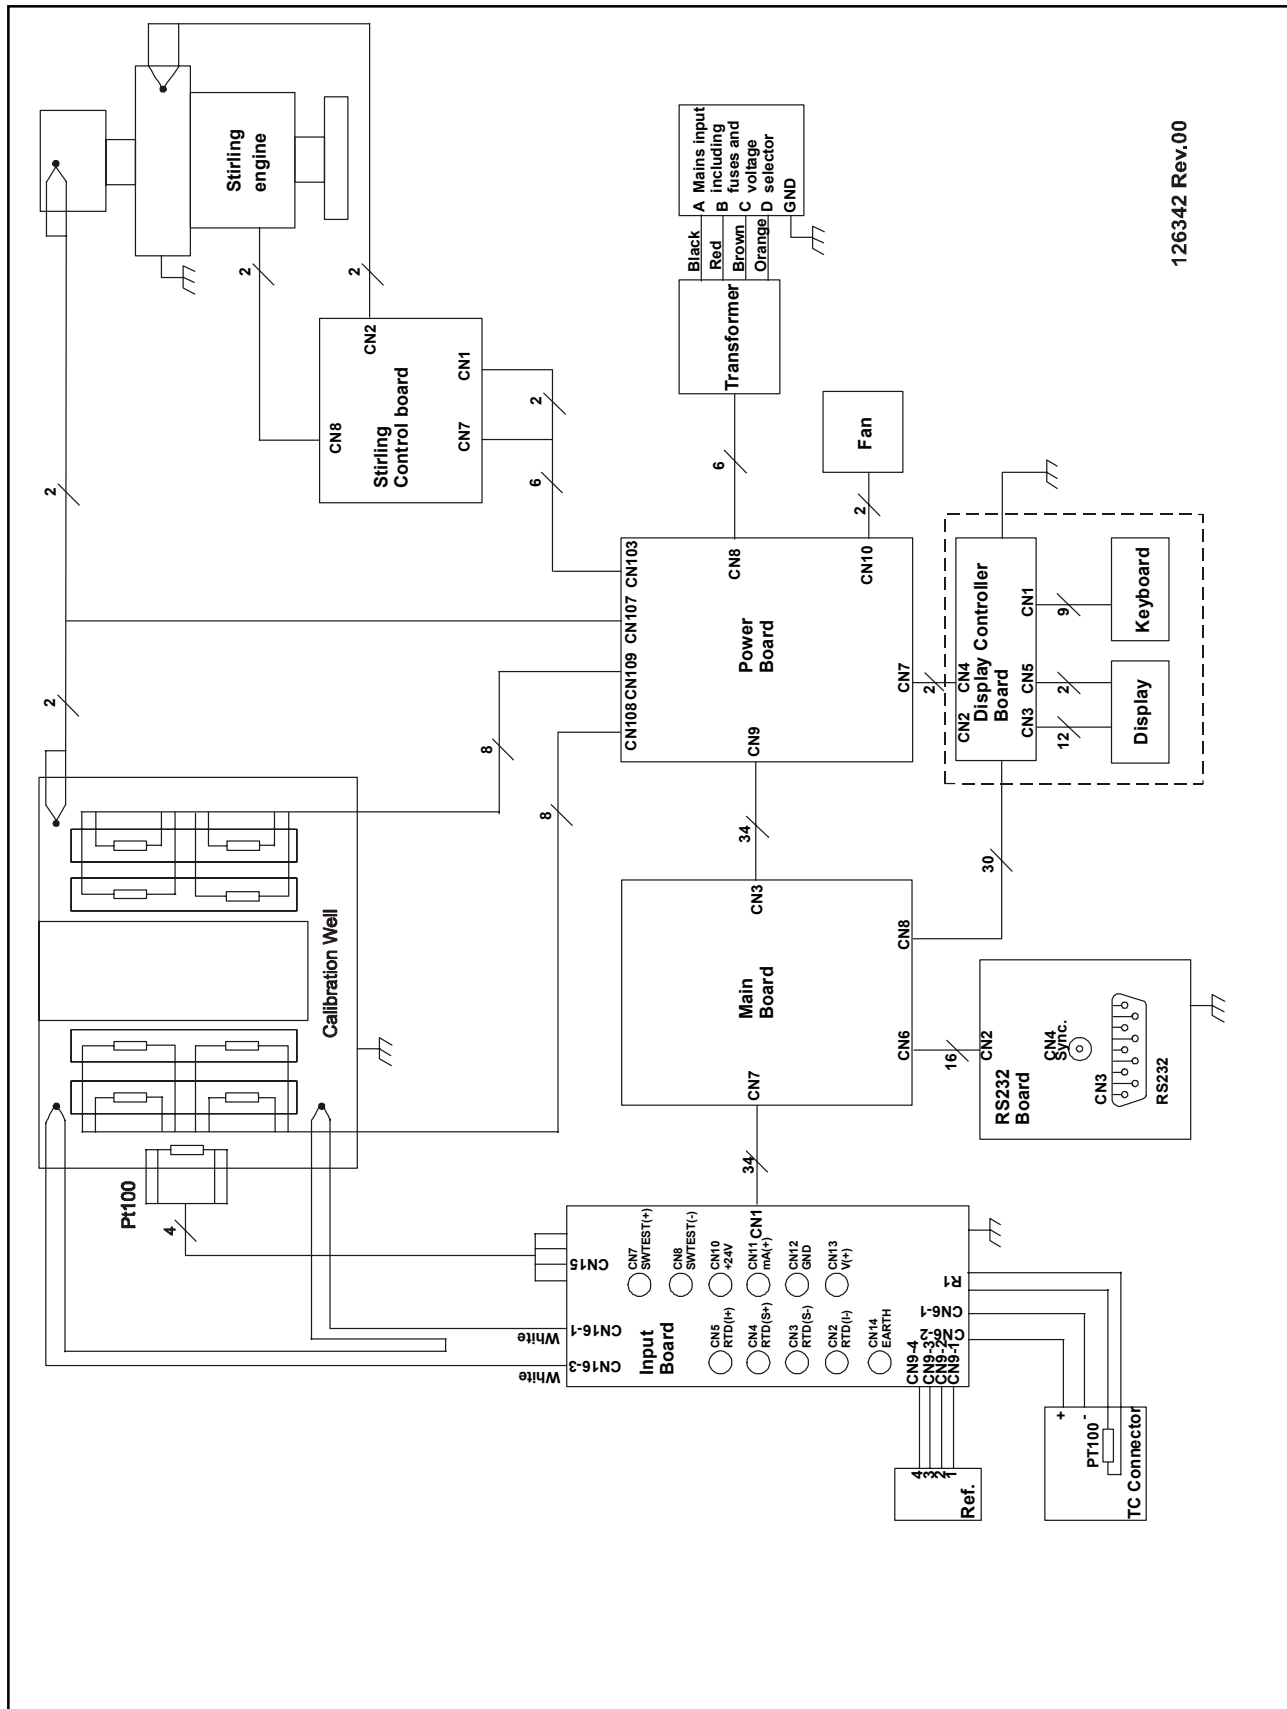 Stirling
engine
2
2
CN2
CN8
Stirling
Control board
CN1
CN7
2
6
2
2
A Mains input
B including
C fuses and
D voltage
selector
GND
Black
Red
Brown
Orange
Transformer
6
Fan
2
126342 Rev.00
CN103
CN107
CN109
CN108
CN8
CN10
Power
Board
CN9
CN7
2
8
8
Calibration Well
Pt100
4
CN4
CN2
Display Controller
Board
CN1
CN5
CN3
9
2
12
Keyboard
Display
34
30
CN3
Main
Board
CN8
CN6
CN7
16
CN2
RS232
Board
CN4
Sync.
CN3
RS232
34
CN1
CN15
CN16-1
White
CN16-3
White
Input
Board
CN7
SWTEST(+)
CN8
SWTEST(-)
CN10
+24V
CN11
mA(+)
CN12
GND
CN13
V(+)
CN5
RTD(I+)
CN4
RTD(S+)
CN3
RTD(S-)
CN2
RTD(I-)
CN14
EARTH
R1
CN6-1
CN6-2
CN9-4
CN9-3
CN9-2
CN9-1
4
3
2
1
Ref.
+
-
PT100
TC Connector